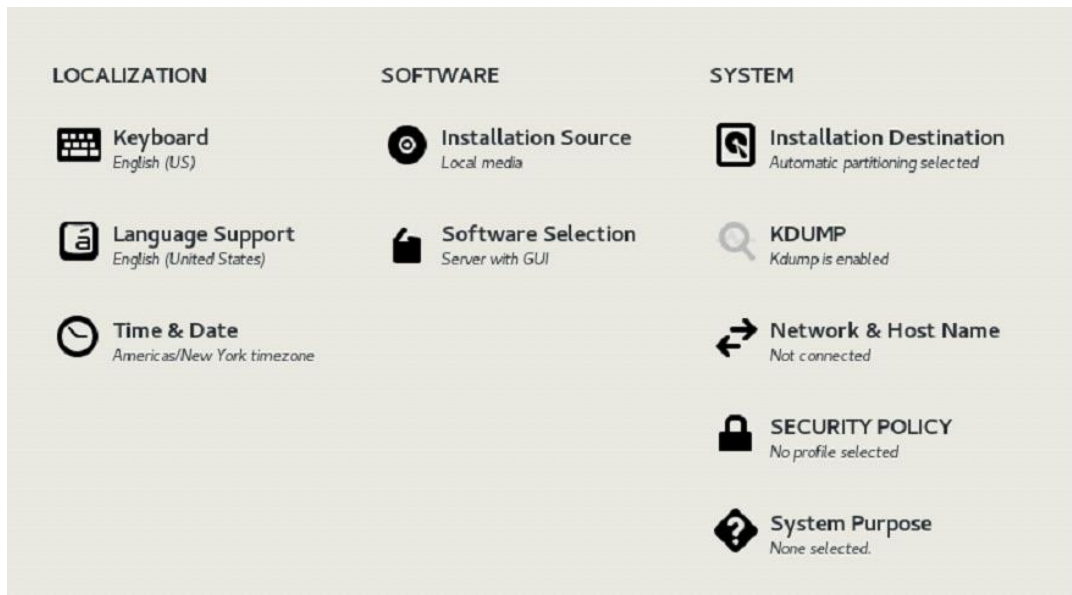 LOCALIZATION
Keyboard
English (US)
Language Support
English (United States)
Time & Date
Americas/New York timezone
SOFTWARE
Installation Source
Local media
Software Selection
Server with GUI
SYSTEM
Installation Destination
Automatic partitioning selected
KDUMP
Kdump is enabled
Network & Host Name
Not connected
SECURITY POLICY
No profile selected
System Purpose
None selected.